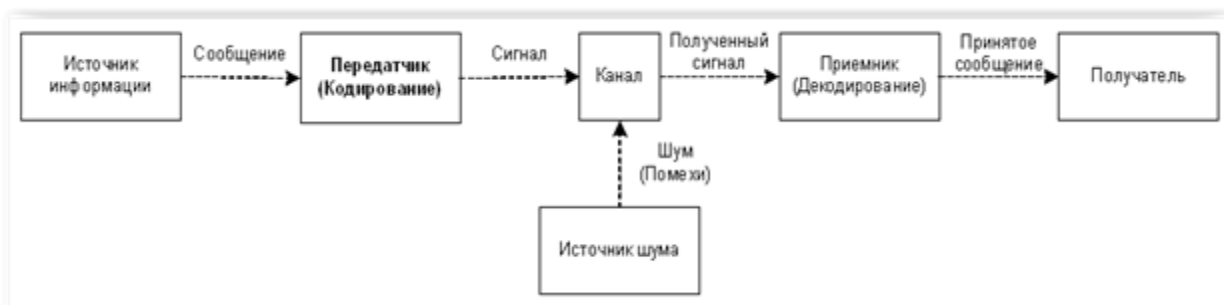 Источник
информации
Сообщение
Передатчик
(Кодирование)
Сигнал
Канал
Полученный
сигнал
Приемник
(Декодирование)
Принятое
сообщение
Получатель
Шум
(Помехи)
Источник шума